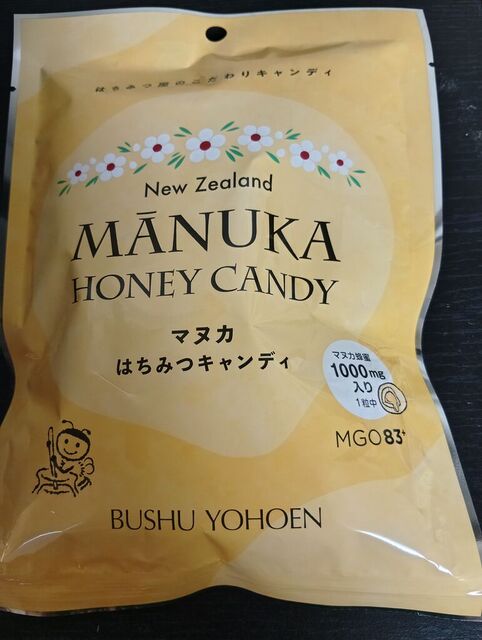 はちみつ屋のこだわりキャンディ
New Zealand
MĀNUKA
HONEY CANDY
マヌカ
はちみつキャンディ
マヌカ蜂蜜
1000mg
入り
1粒中
MGO83+
BUSHU YOHOEN